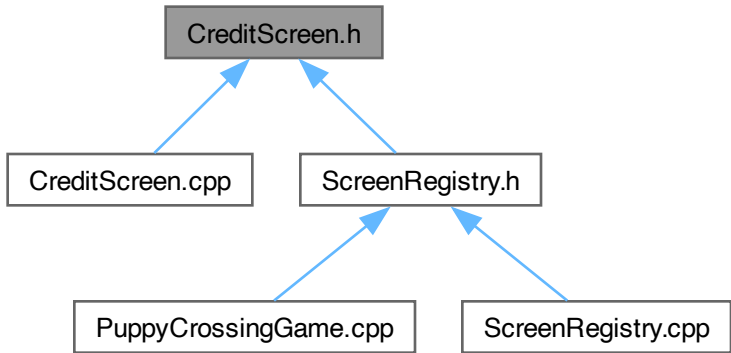 CreditScreen.h
CreditScreen.cpp
ScreenRegistry.h
PuppyCrossingGame.cpp
ScreenRegistry.cpp